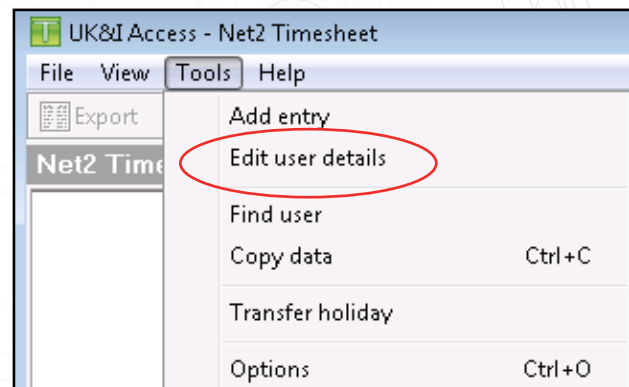 UK&I Access - Net2 Timesheet
File View Tools Help
Export
Net2 Time
Add entry
Edit user details
Find user
Copy data Ctrl+C
Transfer holiday
Options Ctrl+O